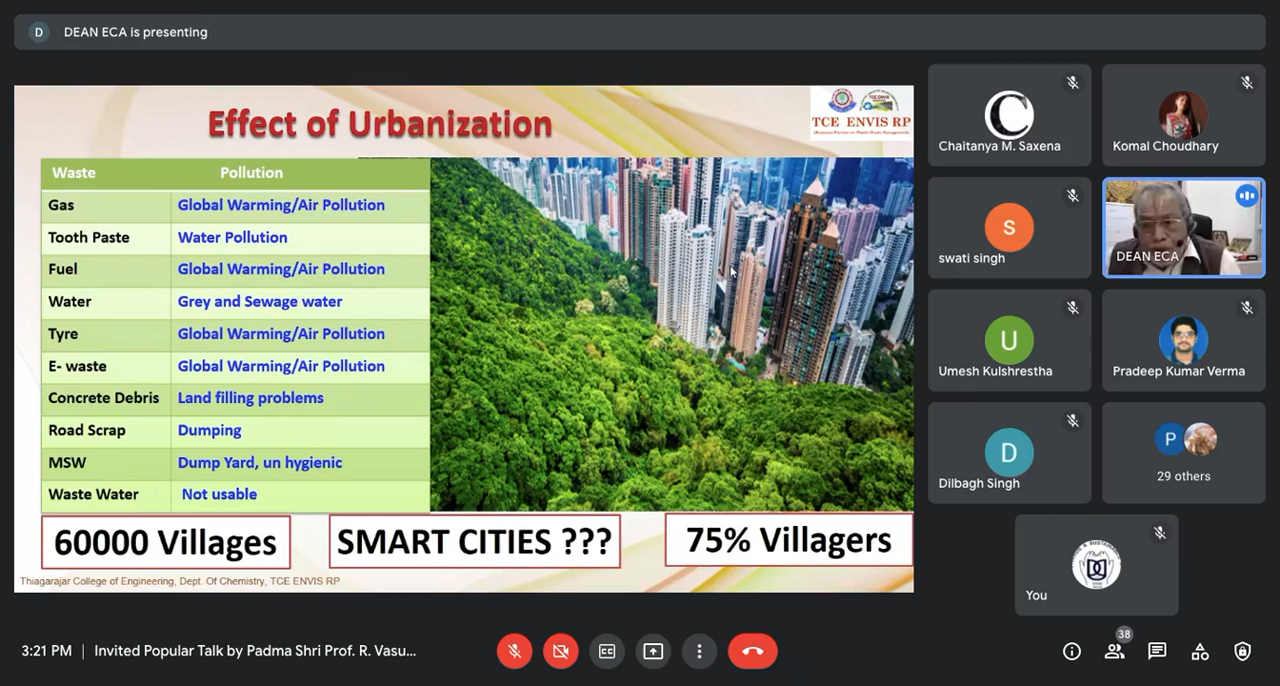 D DEAN ECA is presenting
Effect of Urbanization
TCE ENVIS RP
Waste Pollution
Gas Global Warming/Air Pollution
Tooth Paste Water Pollution
Fuel Global Warming/Air Pollution
Water Grey and Sewage water
Tyre Global Warming/Air Pollution
E- waste Global Warming/Air Pollution
Concrete Debris Land filling problems
Road Scrap Dumping
MSW Dump Yard, un hygienic
Waste Water Not usable
60000 Villages SMART CITIES ??? 75% Villagers
Thiagarajar College of Engineering, Dept. Of Chemistry, TCE ENVIS RP
C
Chaitanya M. Saxena
Komal Choudhary
S
swati singh
DEAN ECA
U
Umesh Kulshrestha
Pradeep Kumar Verma
D
Dilbagh Singh
P
29 others
You
3:21 PM | Invited Popular Talk by Padma Shri Prof. R. Vasu...
38